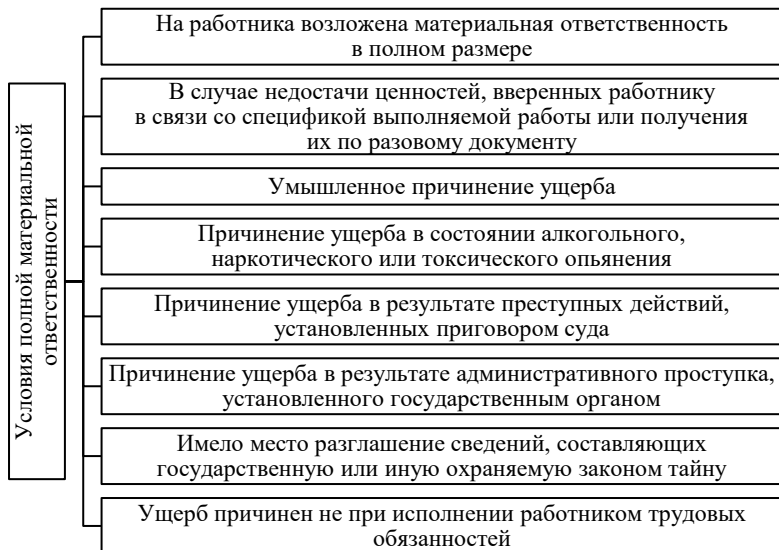 Условия полной материальной
ответственности
На работника возложена материальная ответственность
в полном размере
В случае недостачи ценностей, вверенных работнику
в связи со спецификой выполняемой работы или получения
их по разовому документу
Умышленное причинение ущерба
Причинение ущерба в состоянии алкогольного,
наркотического или токсического опьянения
Причинение ущерба в результате преступных действий,
установленных приговором суда
Причинение ущерба в результате административного проступка,
установленного государственным органом
Имело место разглашение сведений, составляющих
государственную или иную охраняемую законом тайну
Ущерб причинен не при исполнении работником трудовых
обязанностей